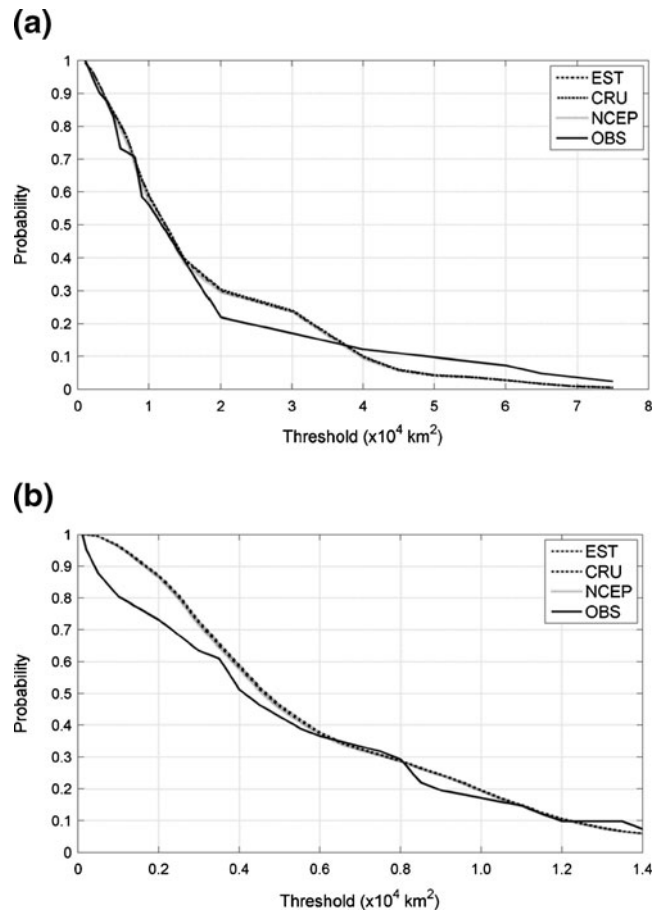 (a)
1
0.9
0.8
0.7
0.6
0.5
0.4
0.3
0.2
0.1
0
Probability
EST
CRU
NCEP
OBS
1 2 3 4 5 6 7 8
Threshold (x10⁴ km²)
(b)
1
0.9
0.8
0.7
0.6
0.5
0.4
0.3
0.2
0.1
0
Probability
EST
CRU
NCEP
OBS
0 0.2 0.4 0.6 0.8 1.0 1.2 1.4
Threshold (x10⁴ km²)